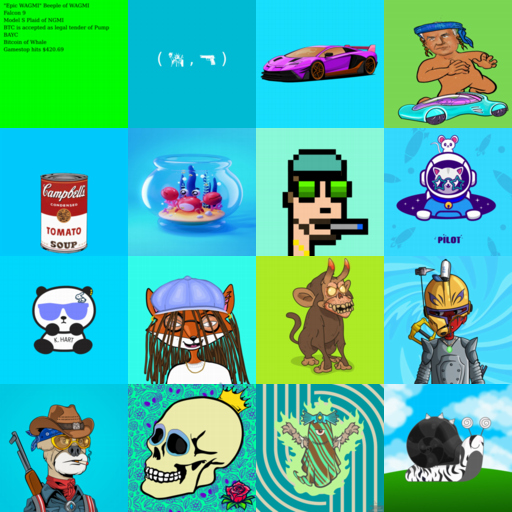 "Epic WAGMI" Beeple of WAGMI
Falcon 9
Model S Plaid of NGMI
BTC is accepted as legal tender of Pump
BAYC
Bitcoin of Whale
Gamestop hits $420.69
Campbell's
CONDENSED
TOMATO
SOUP
PILOT
K. HART